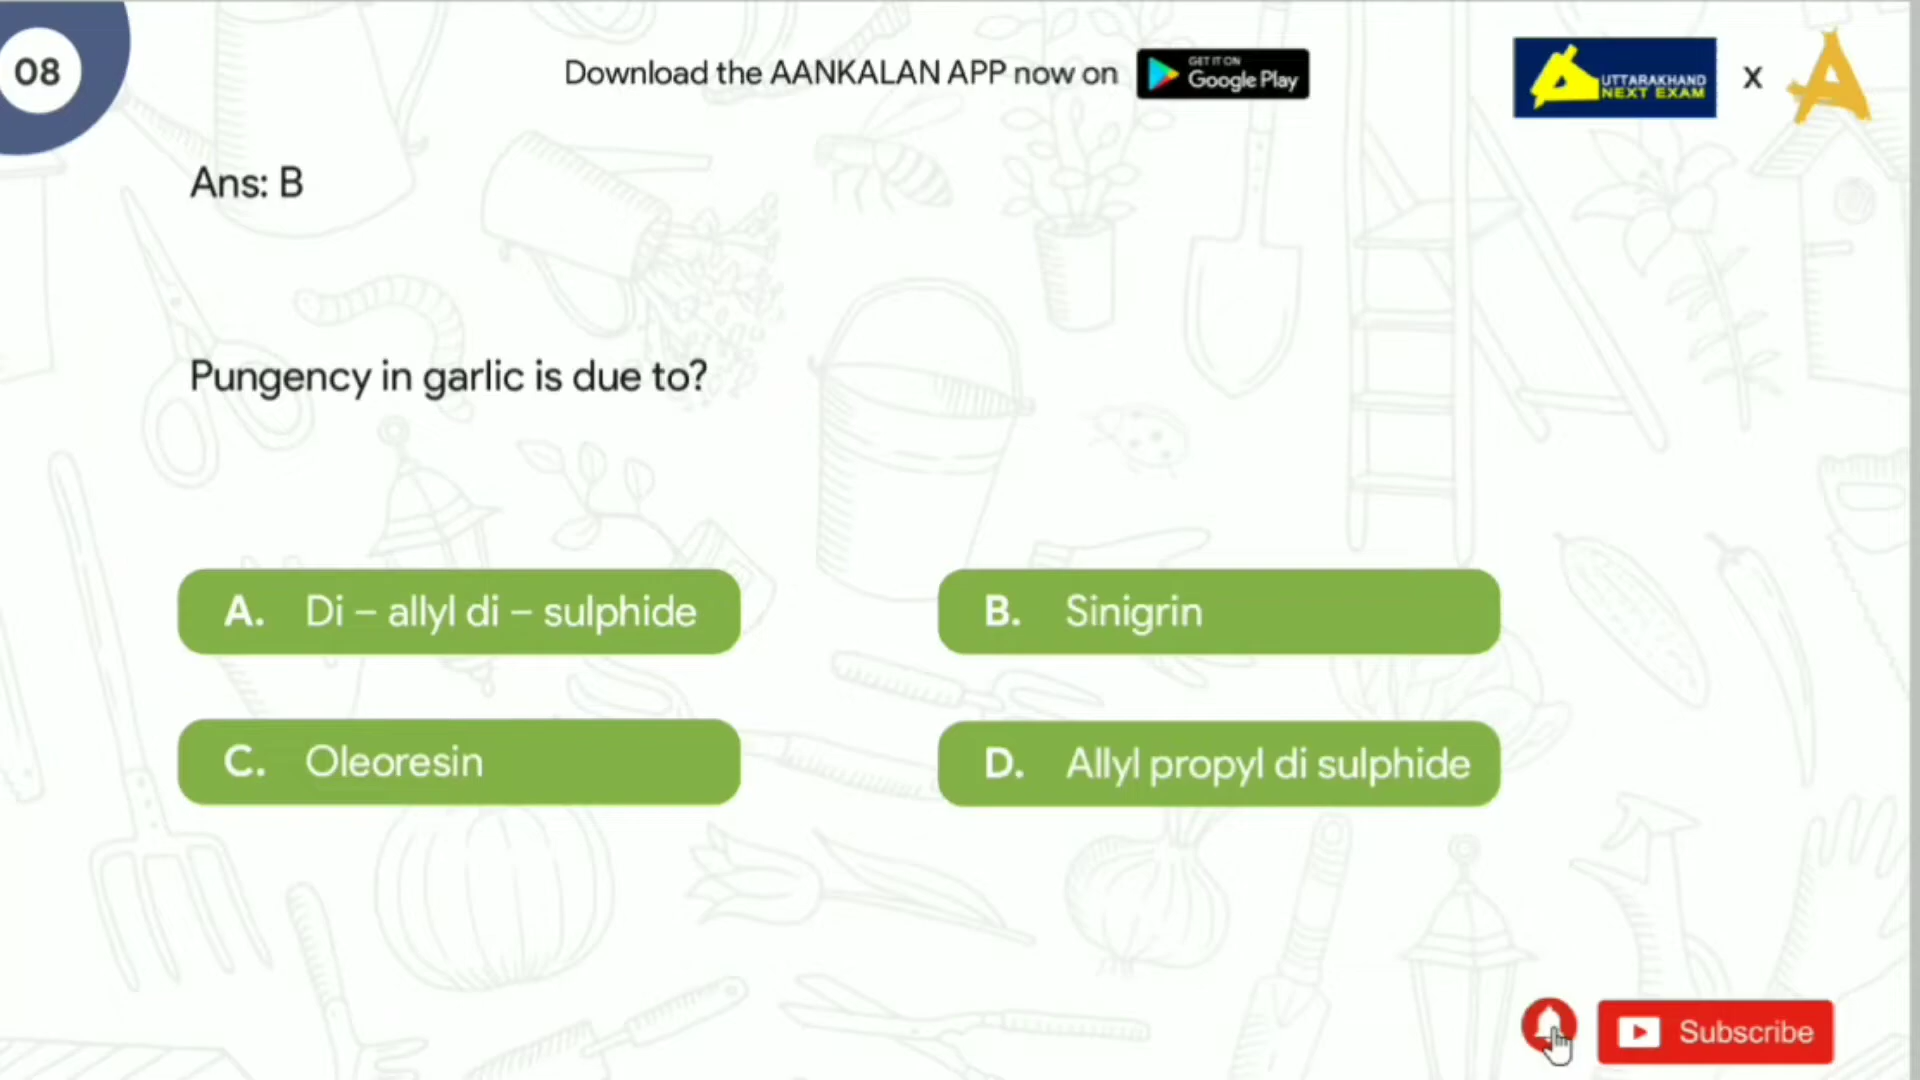 08
Download the AANKALAN APP now on
GET IT ON
Google Play
UTTARAKHAND
NEXT EXAM
X
Ans: B
Pungency in garlic is due to?
A. Di – allyl di – sulphide
B. Sinigrin
C. Oleoresin
D. Allyl propyl di sulphide
Subscribe